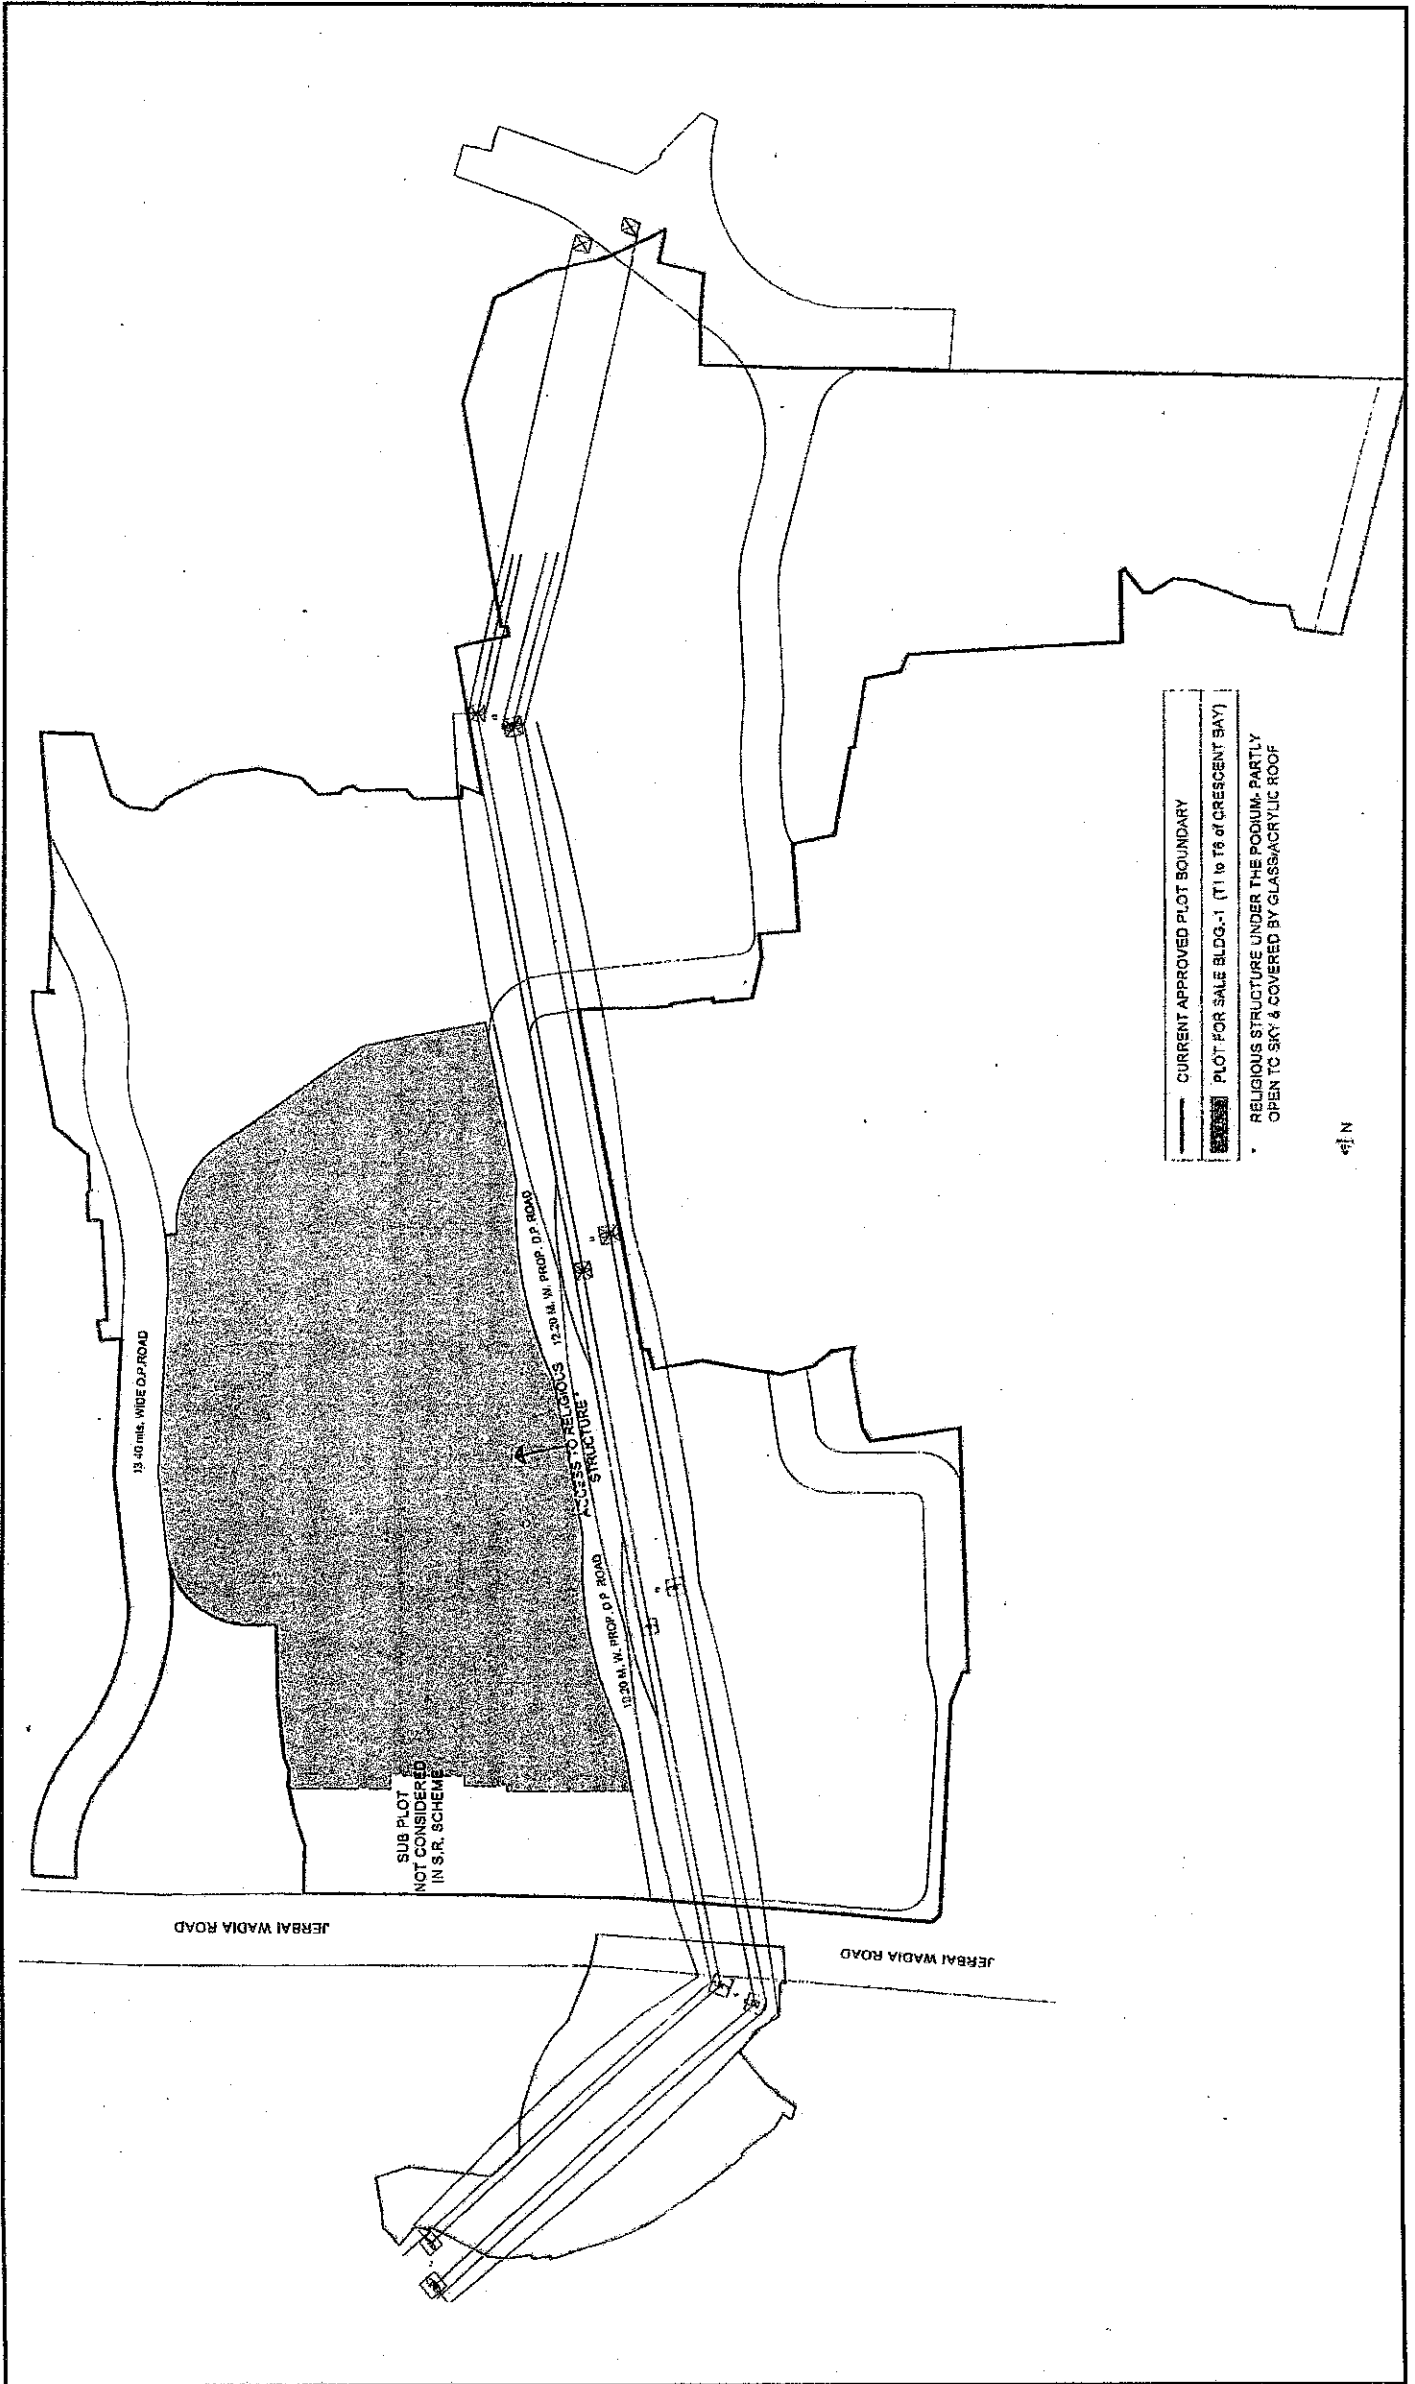 13.40 mts. WIDE D.P.ROAD
SUB PLOT
NOT CONSIDERED
IN S.R. SCHEME
12.20 M. W. PROP. D.P. ROAD
ACCESS TO RELIGIOUS
STRUCTURE *
12.20 M. W. PROP. D.P. ROAD
JERBAI WADIA ROAD
JERBAI WADIA ROAD
CURRENT APPROVED PLOT BOUNDARY
PLOT FOR SALE BLDG.-1 (T1 to T6 of CRESCENT BAY)
* RELIGIOUS STRUCTURE UNDER THE PODIUM- PARTLY
OPEN TO SKY & COVERED BY GLASS/ACRYLIC ROOF
N